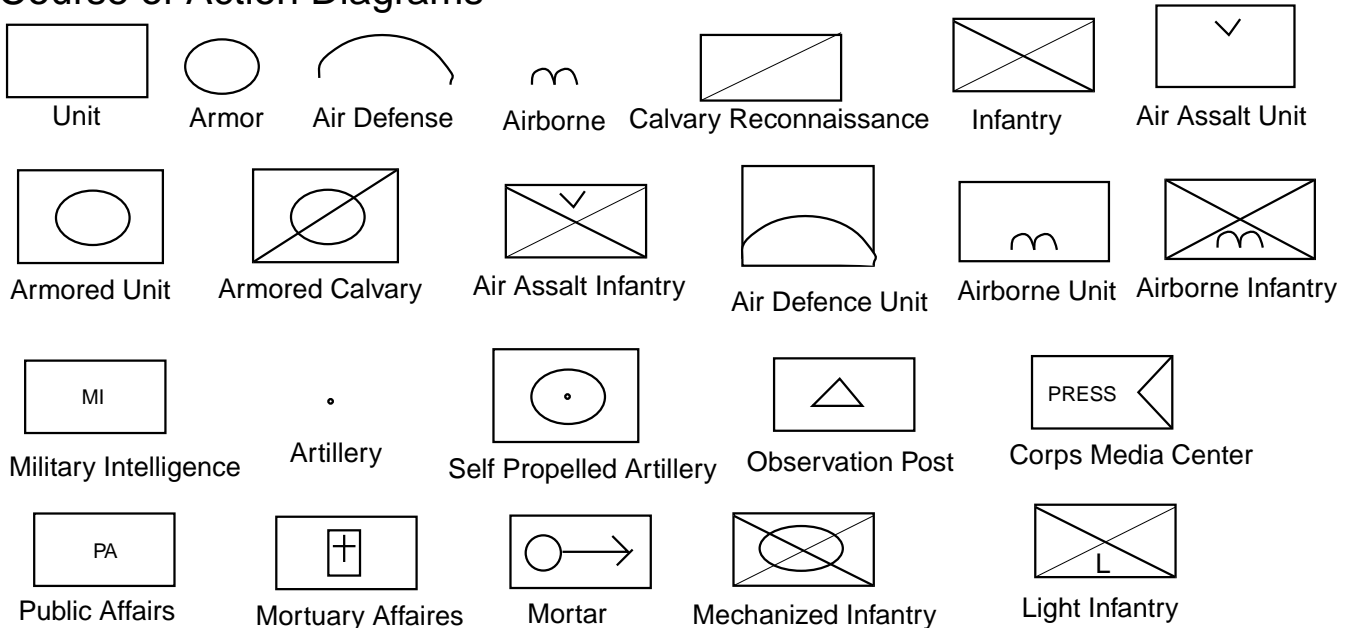 Course of Action Diagrams
Unit
Armor
Air Defense
Airborne
Calvary Reconnaissance
Infantry
Air Assalt Unit
Armored Unit
Armored Calvary
Air Assalt Infantry
Air Defence Unit
Airborne Unit
Airborne Infantry
MI
Military Intelligence
Artillery
Self Propelled Artillery
Observation Post
PRESS
Corps Media Center
PA
Public Affairs
Mortuary Affaires
Mortar
Mechanized Infantry
L
Light Infantry